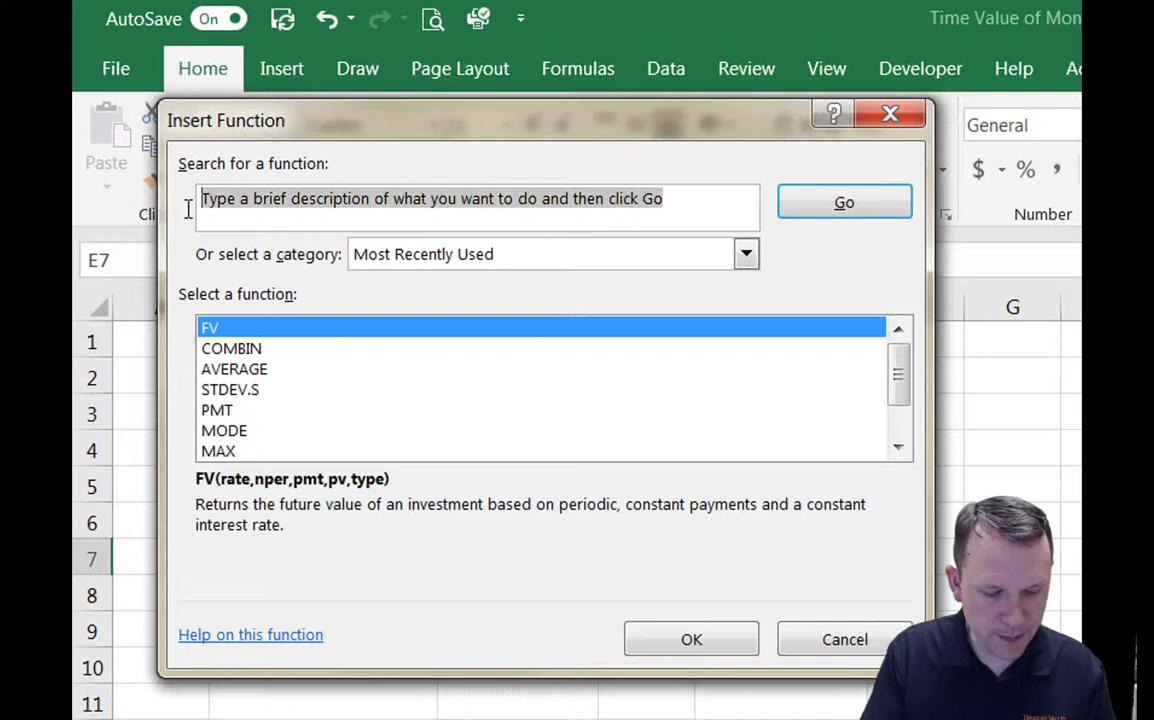 AutoSave On Time Value of Mon
File Home Insert Draw Page Layout Formulas Data Review View Developer Help Ac
Insert Function
General
Paste
Search for a function:
Type a brief description of what you want to do and then click Go Go
$ %
Number
E7
Or select a category: Most Recently Used
Select a function:
G
FV
COMBIN
AVERAGE
STDEV.S
PMT
MODE
MAX
1
2
3
4
5
6
7
8
9
10
11
FV(rate,nper,pmt,pv,type)
Returns the future value of an investment based on periodic, constant payments and a constant
interest rate.
Help on this function OK Cancel